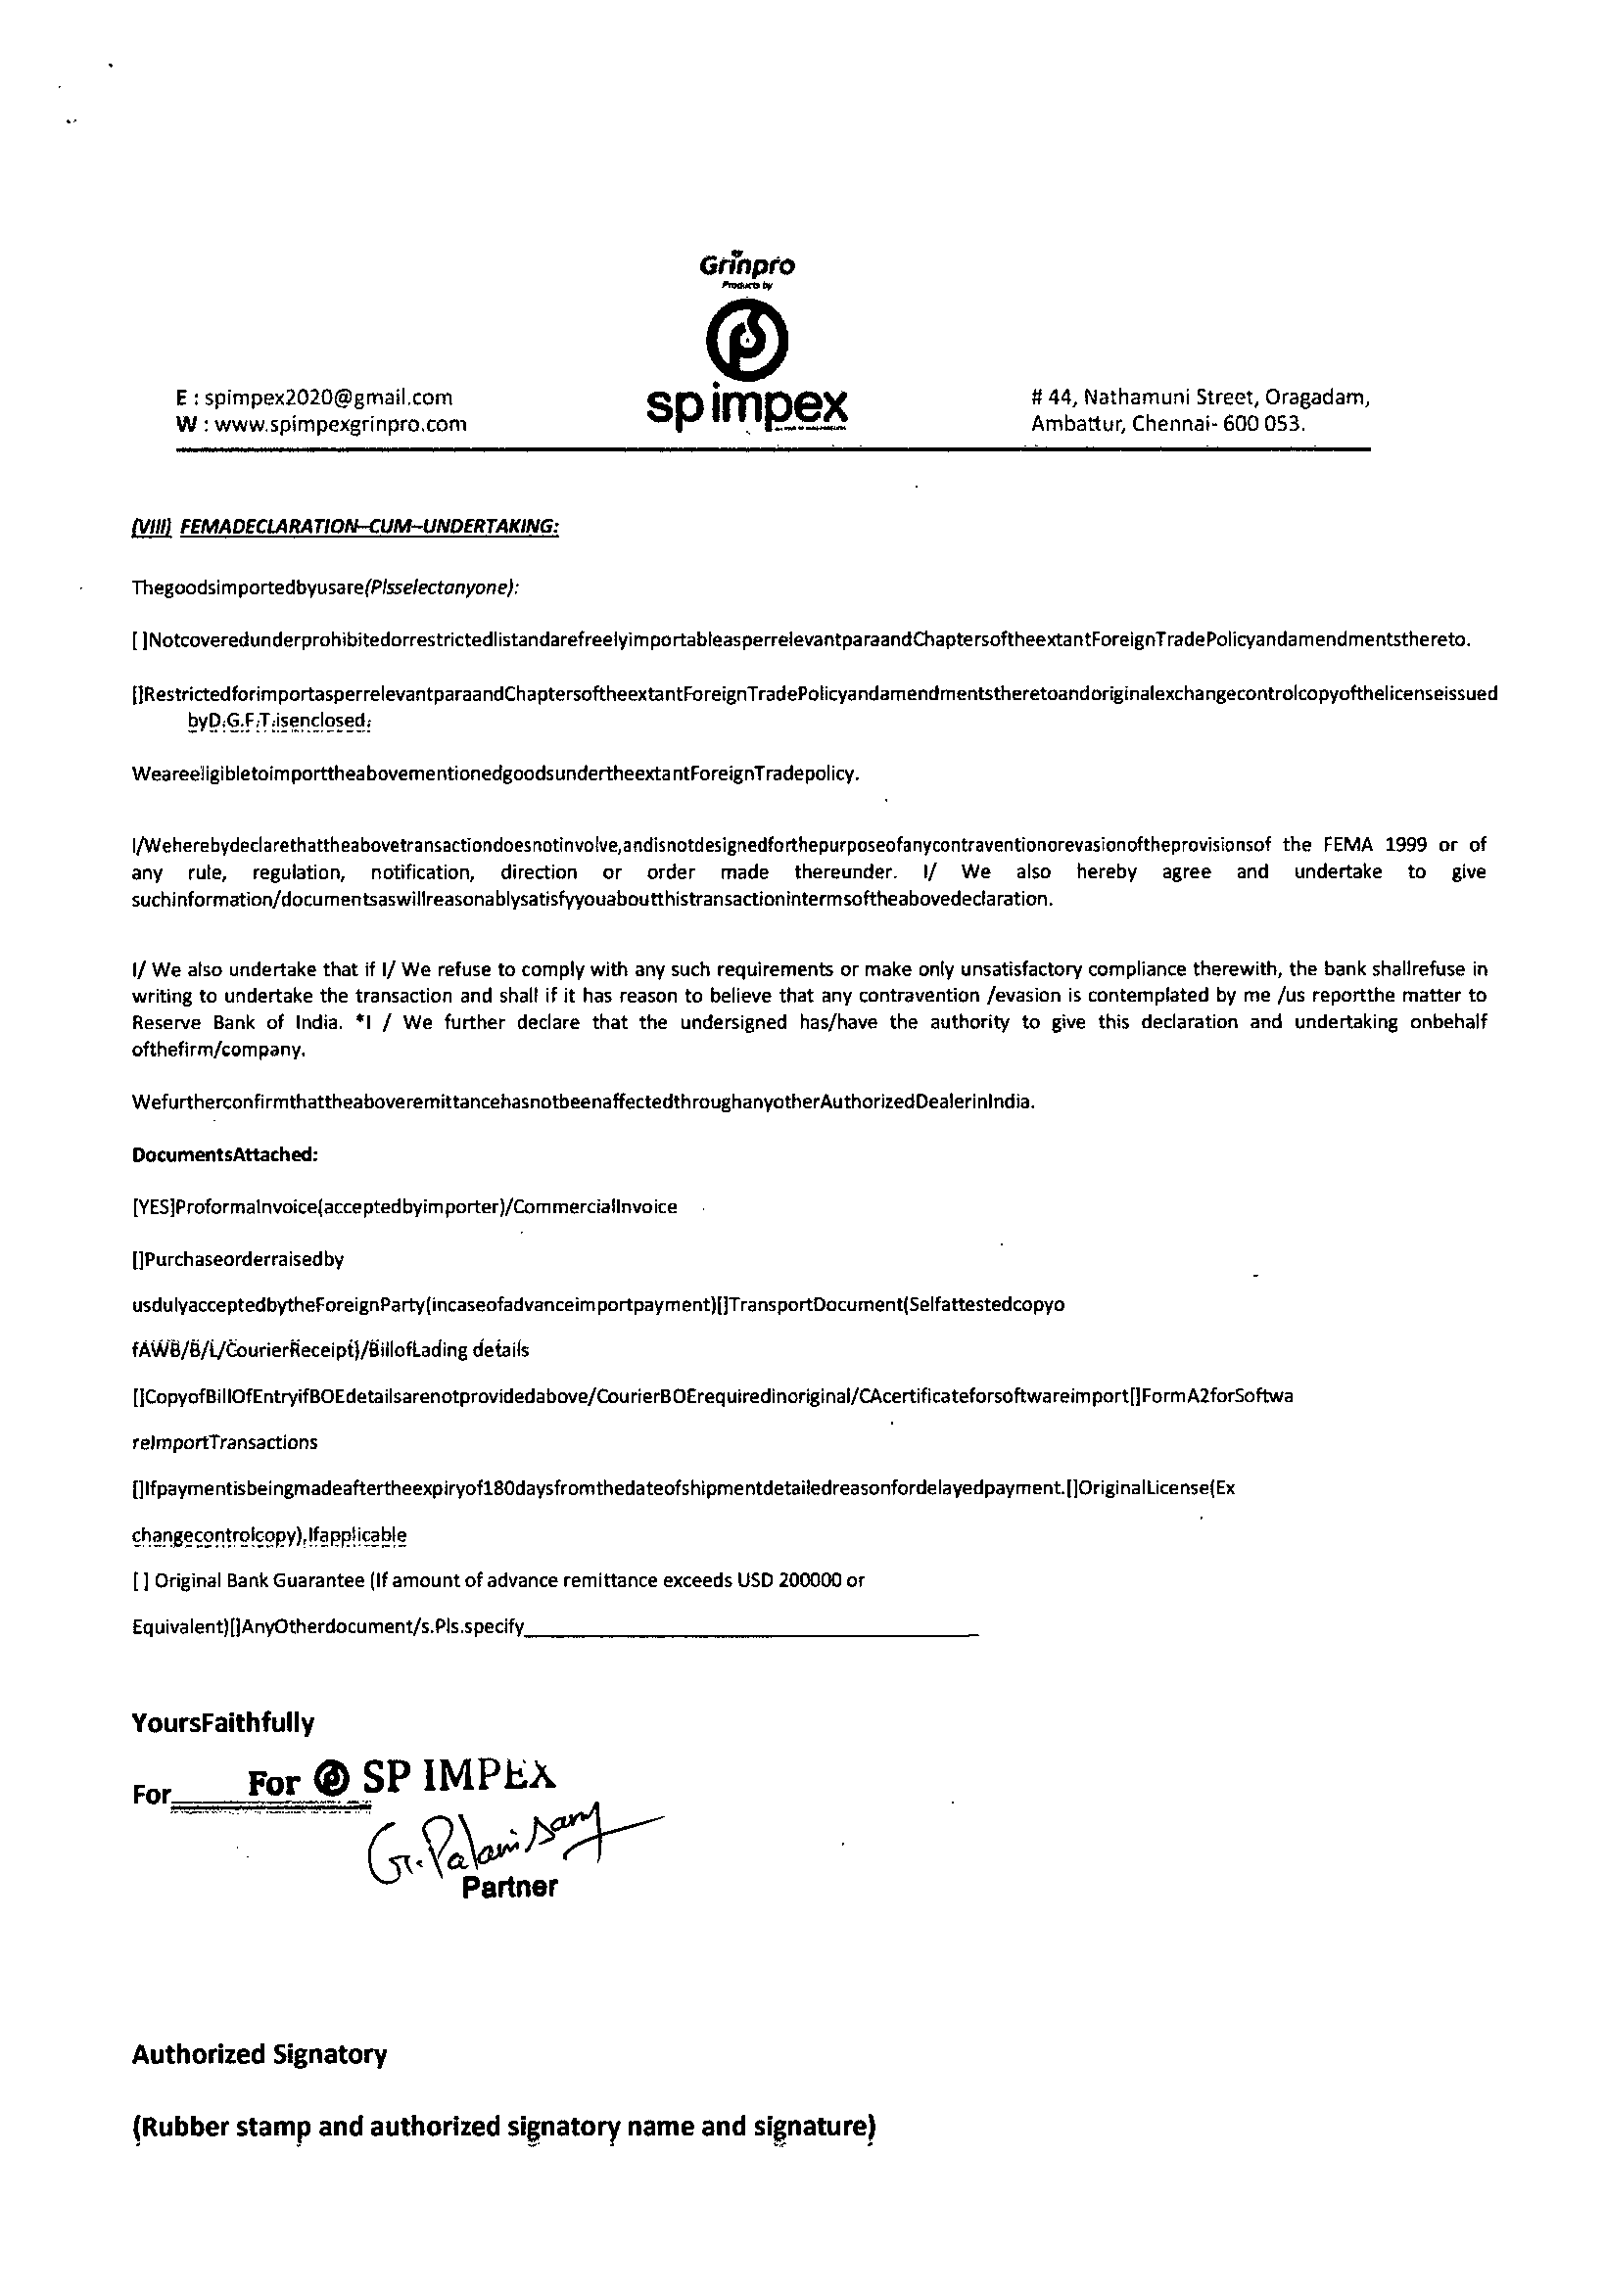 Grinpro
Products by
spimpex
E : spimpex2020@gmail.com
W : www.spimpexgrinpro.com
# 44, Nathamuni Street, Oragadam,
Ambattur, Chennai- 600 053.
(VIII) FEMADECLARATION–CUM–UNDERTAKING:
Thegoodsimportedbyusare(Plsselectanyone):
[ ]NotcoveredunderprohibitedorrestrictedlistandarefreelyimportableasperrelevantparaandChaptersoftheextantForeignTradePolicyandamendmentsthereto.
[]RestrictedforimportasperrelevantparaandChaptersoftheextantForeignTradePolicyandamendmentstheretoandoriginalexchangecontrolcopyofthelicenseissued
byD.G.F.T.isenclosed.
WeareeligibletoimporttheabovementionedgoodsundertheextantForeignTradepolicy.
I/Weherebydeclarethattheabovetransactiondoesnotinvolve,andisnotdesignedforthepurposeofanycontraventionorevasionoftheprovisionsof the FEMA 1999 or of
any rule, regulation, notification, direction or order made thereunder. I/ We also hereby agree and undertake to give
suchinformation/documentsaswillreasonablysatisfyyouaboutthistransactionintermsoftheabovedeclaration.
I/ We also undertake that if I/ We refuse to comply with any such requirements or make only unsatisfactory compliance therewith, the bank shallrefuse in
writing to undertake the transaction and shall if it has reason to believe that any contravention /evasion is contemplated by me /us reportthe matter to
Reserve Bank of India. *I / We further declare that the undersigned has/have the authority to give this declaration and undertaking onbehalf
ofthefirm/company.
WefurtherconfirmthattheaboveremittancehasnotbeenaffectedthroughanyotherAuthorizedDealerinIndia.
DocumentsAttached:
[YES]ProformaInvoice(acceptedbyimporter)/CommercialInvoice
[]Purchaseorderraisedby
usdulyacceptedbytheForeignParty(incaseofadvanceimportpayment)[]TransportDocument(Selfattestedcopyo
fAWB/B/L/CourierReceipt)/BillofLading details
[]CopyofBillOfEntryifBOEdetailsarenotprovidedabove/CourierBOErequiredinoriginal/CAcertificateforsoftwareimport[]FormA2forSoftwa
reImportTransactions
[]Ifpaymentisbeingmadeaftertheexpiryof180daysfromthedateofshipmentdetailedreasonfordelayedpayment.[]OriginalLicense(Ex
changecontrolcopy),Ifapplicable
[ ] Original Bank Guarantee (If amount of advance remittance exceeds USD 200000 or
Equivalent)[]AnyOtherdocument/s.Pls.specify
YoursFaithfully
For For SP IMPEX
G.Palanisamy
Partner
Authorized Signatory
(Rubber stamp and authorized signatory name and signature)